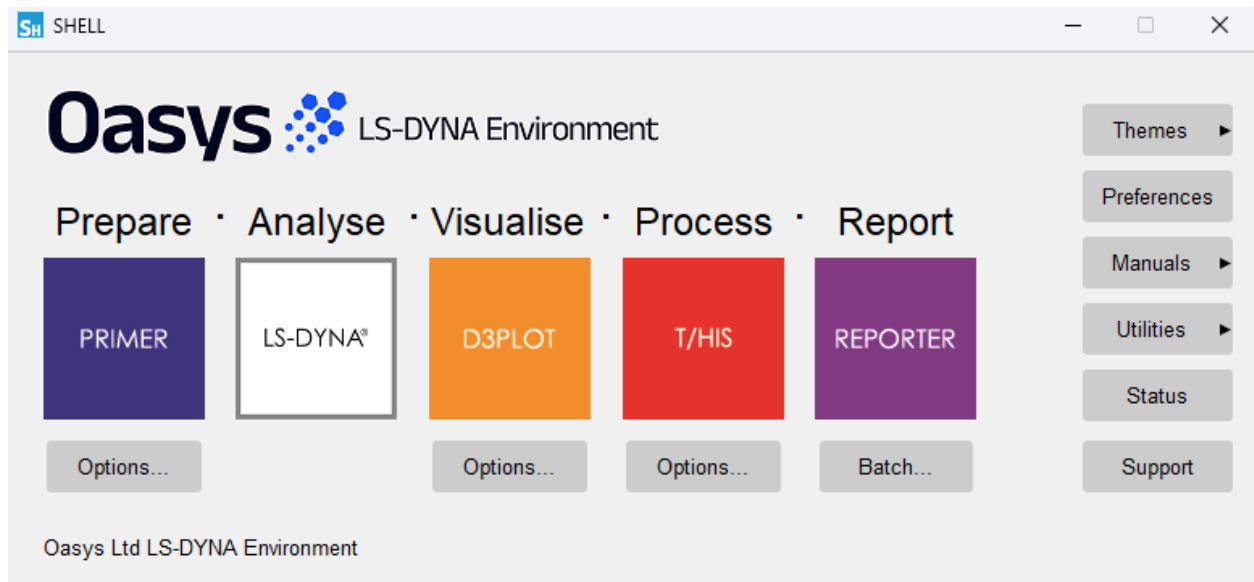 SH SHELL
Oasys LS-DYNA Environment
Prepare · Analyse · Visualise · Process · Report
PRIMER LS-DYNA® D3PLOT T/HIS REPORTER
Options... Options... Options... Batch...
Oasys Ltd LS-DYNA Environment
Themes
Preferences
Manuals
Utilities
Status
Support